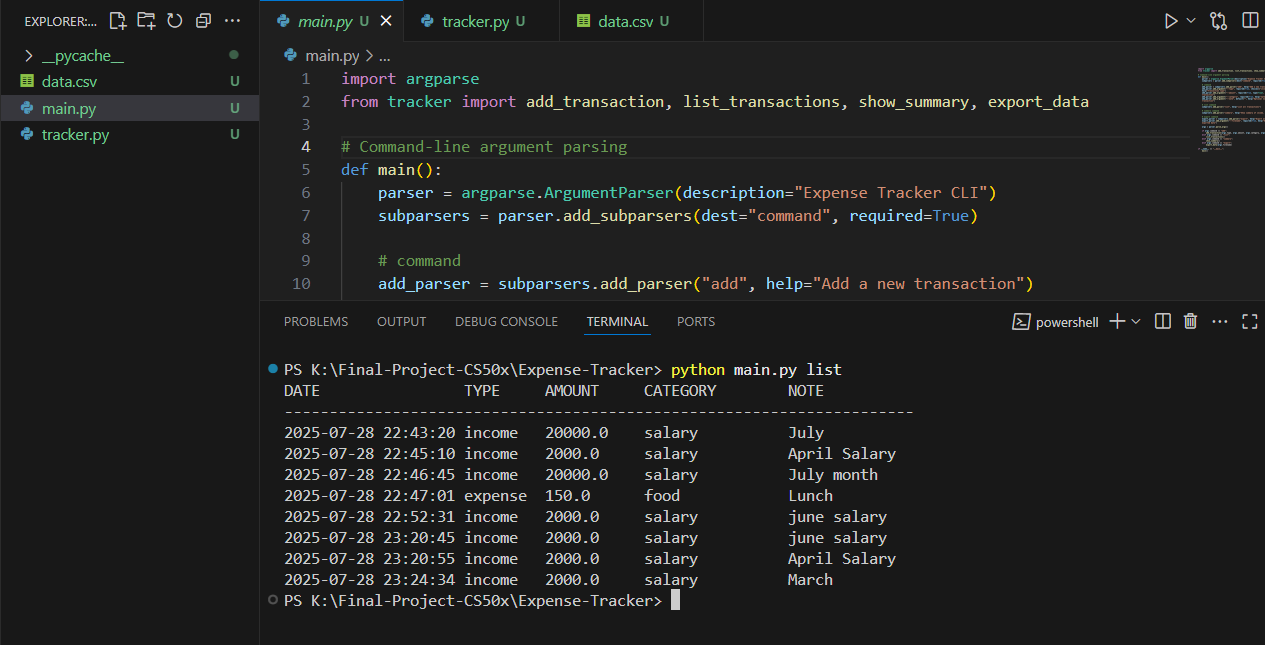 EXPLORER:...
__pycache__
data.csv U
main.py U
tracker.py U
main.py U
tracker.py U
data.csv U
main.py > ...
1 import argparse
2 from tracker import add_transaction, list_transactions, show_summary, export_data
3
4 # Command-line argument parsing
5 def main():
6 parser = argparse.ArgumentParser(description="Expense Tracker CLI")
7 subparsers = parser.add_subparsers(dest="command", required=True)
8
9 # command
10 add_parser = subparsers.add_parser("add", help="Add a new transaction")
PROBLEMS OUTPUT DEBUG CONSOLE TERMINAL PORTS
powershell
PS K:\Final-Project-CS50x\Expense-Tracker> python main.py list
DATE TYPE AMOUNT CATEGORY NOTE
----------------------------------------------------------------------
2025-07-28 22:43:20 income 20000.0 salary July
2025-07-28 22:45:10 income 2000.0 salary April Salary
2025-07-28 22:46:45 income 20000.0 salary July month
2025-07-28 22:47:01 expense 150.0 food Lunch
2025-07-28 22:52:31 income 2000.0 salary june salary
2025-07-28 23:20:45 income 2000.0 salary june salary
2025-07-28 23:20:55 income 2000.0 salary April Salary
2025-07-28 23:24:34 income 2000.0 salary March
PS K:\Final-Project-CS50x\Expense-Tracker>